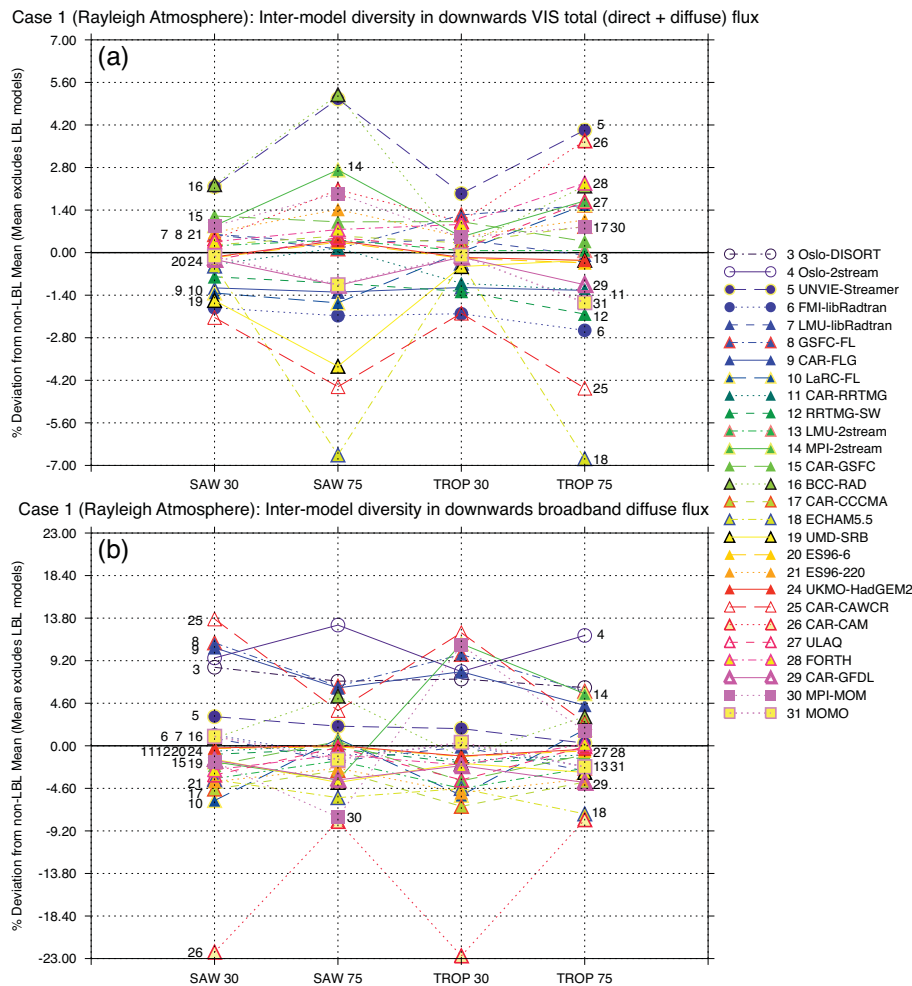 Case 1 (Rayleigh Atmosphere): Inter-model diversity in downwards VIS total (direct + diffuse) flux
(a)
% Deviation from non-LBL Mean (Mean excludes LBL models)
7.00
5.60
4.20
2.80
1.40
0.00
-1.40
-2.80
-4.20
-5.60
-7.00
16
15
7 8 21
20 24
9 10
19
14
5
26
28
27
17 30
13
29
11
31
12
6
25
18
SAW 30 SAW 75 TROP 30 TROP 75
Case 1 (Rayleigh Atmosphere): Inter-model diversity in downwards broadband diffuse flux
(b)
% Deviation from non-LBL Mean (Mean excludes LBL models)
23.00
18.40
13.80
9.20
4.60
0.00
-4.60
-9.20
-13.80
-18.40
-23.00
25
8
9
3
5
6 7 16
11122024
15 19
21
17
10
26
30
4
14
27 28
13 31
29
18
SAW 30 SAW 75 TROP 30 TROP 75
3 Oslo-DISORT
4 Oslo-2stream
5 UNVIE-Streamer
6 FMI-libRadtran
7 LMU-libRadtran
8 GSFC-FL
9 CAR-FLG
10 LaRC-FL
11 CAR-RRTMG
12 RRTMG-SW
13 LMU-2stream
14 MPI-2stream
15 CAR-GSFC
16 BCC-RAD
17 CAR-CCCMA
18 ECHAM5.5
19 UMD-SRB
20 ES96-6
21 ES96-220
24 UKMO-HadGEM2
25 CAR-CAWCR
26 CAR-CAM
27 ULAQ
28 FORTH
29 CAR-GFDL
30 MPI-MOM
31 MOMO